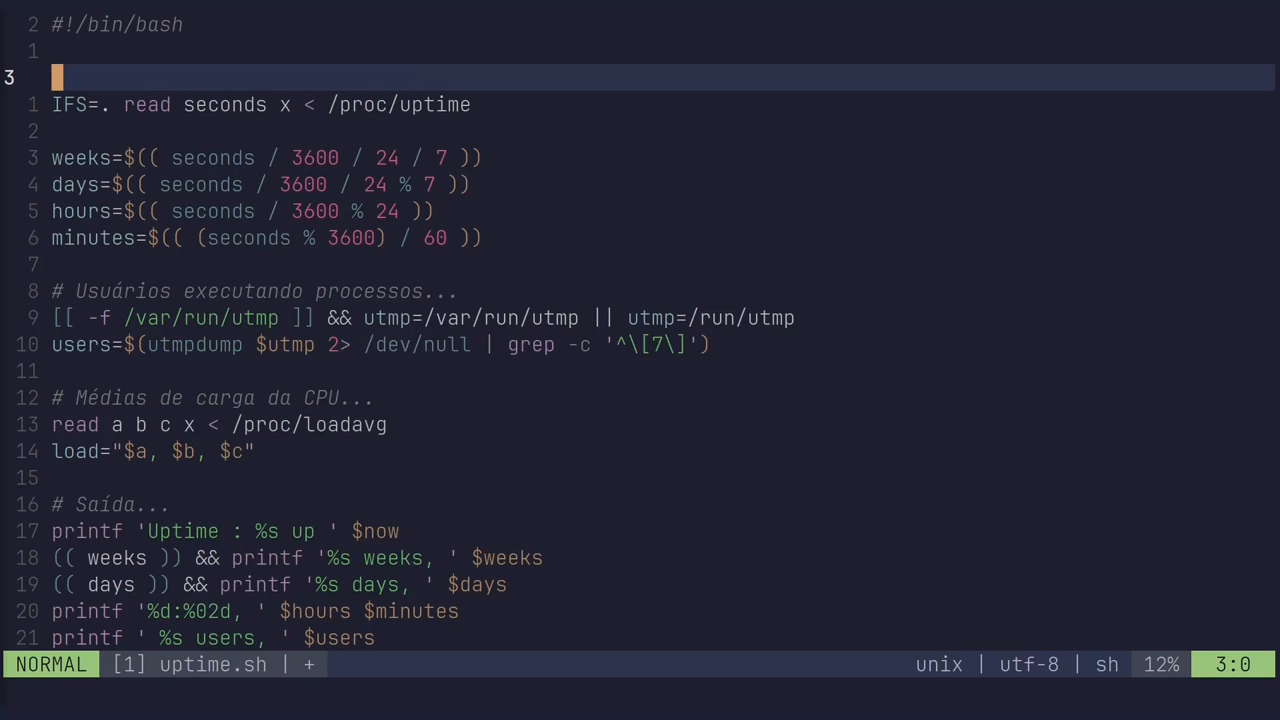 2 #!/bin/bash
1
3
1 IFS=. read seconds x < /proc/uptime
2
3 weeks=$(( seconds / 3600 / 24 / 7 ))
4 days=$(( seconds / 3600 / 24 % 7 ))
5 hours=$(( seconds / 3600 % 24 ))
6 minutes=$(( (seconds % 3600) / 60 ))
7
8 # Usuários executando processos...
9 [[ -f /var/run/utmp ]] && utmp=/var/run/utmp || utmp=/run/utmp
10 users=$(utmpdump $utmp 2> /dev/null | grep -c '^\[7\]')
11
12 # Médias de carga da CPU...
13 read a b c x < /proc/loadavg
14 load="$a, $b, $c"
15
16 # Saída...
17 printf 'Uptime : %s up ' $now
18 (( weeks )) && printf '%s weeks, ' $weeks
19 (( days )) && printf '%s days, ' $days
20 printf '%d:%02d, ' $hours $minutes
21 printf ' %s users, ' $users
NORMAL [1] uptime.sh | + unix | utf-8 | sh 12% 3:0